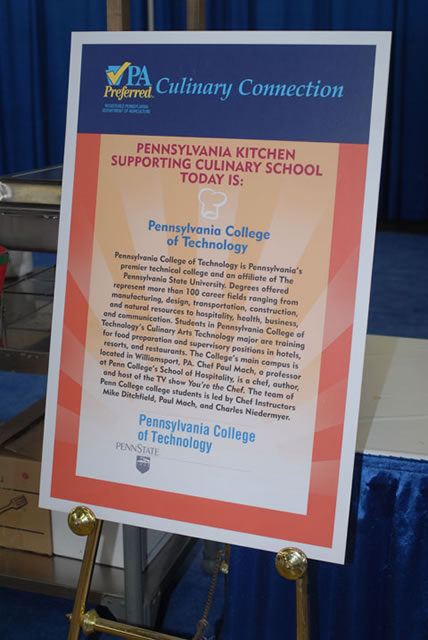 PA
Preferred™
Culinary Connection
PENNSYLVANIA KITCHEN
SUPPORTING CULINARY SCHOOL
TODAY IS:
Pennsylvania College
of Technology
Pennsylvania College of Technology is Pennsylvania's
premier technical college and an affiliate of The
Pennsylvania State University. Degrees offered
represent more than 100 career fields ranging from
manufacturing, design, transportation, construction,
and natural resources to hospitality, health, business,
and communication. Students in Pennsylvania College of
Technology's Culinary Arts Technology major are training
for food preparation and supervisory positions in hotels,
resorts, and restaurants. The College's main campus is
located in Williamsport, PA. Chef Paul Mach, a professor
at Penn College's School of Hospitality, is a chef, author,
and host of the TV show You're the Chef. The team of
Penn College college students is led by Chef Instructors
Mike Ditchfield, Paul Mach, and Charles Niedermyer.
Pennsylvania College
of Technology
PENNSTATE